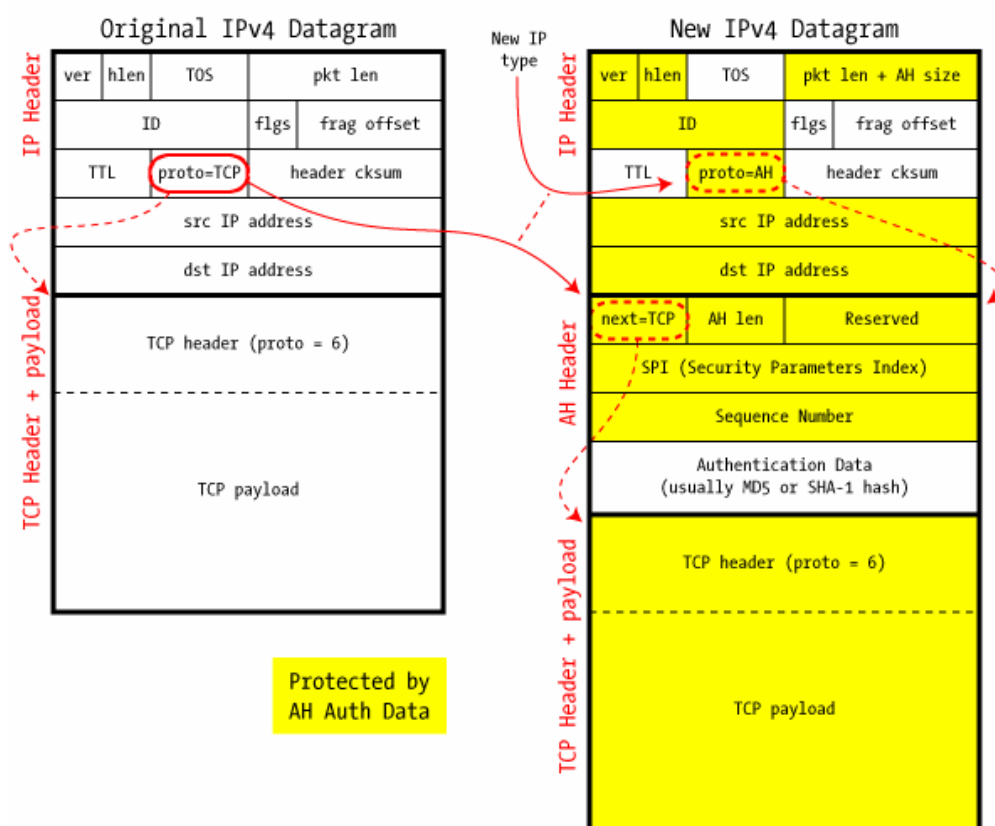 Original IPv4 Datagram
IP Header
ver hlen TOS pkt len
ID flgs frag offset
TTL proto=TCP header cksum
src IP address
dst IP address
TCP Header + payload
TCP header (proto = 6)
TCP payload
Protected by
AH Auth Data
New IP
type
New IPv4 Datagram
IP Header
ver hlen TOS pkt len + AH size
ID flgs frag offset
TTL proto=AH header cksum
src IP address
dst IP address
AH Header
next=TCP AH len Reserved
SPI (Security Parameters Index)
Sequence Number
Authentication Data
(usually MD5 or SHA-1 hash)
TCP Header + payload
TCP header (proto = 6)
TCP payload